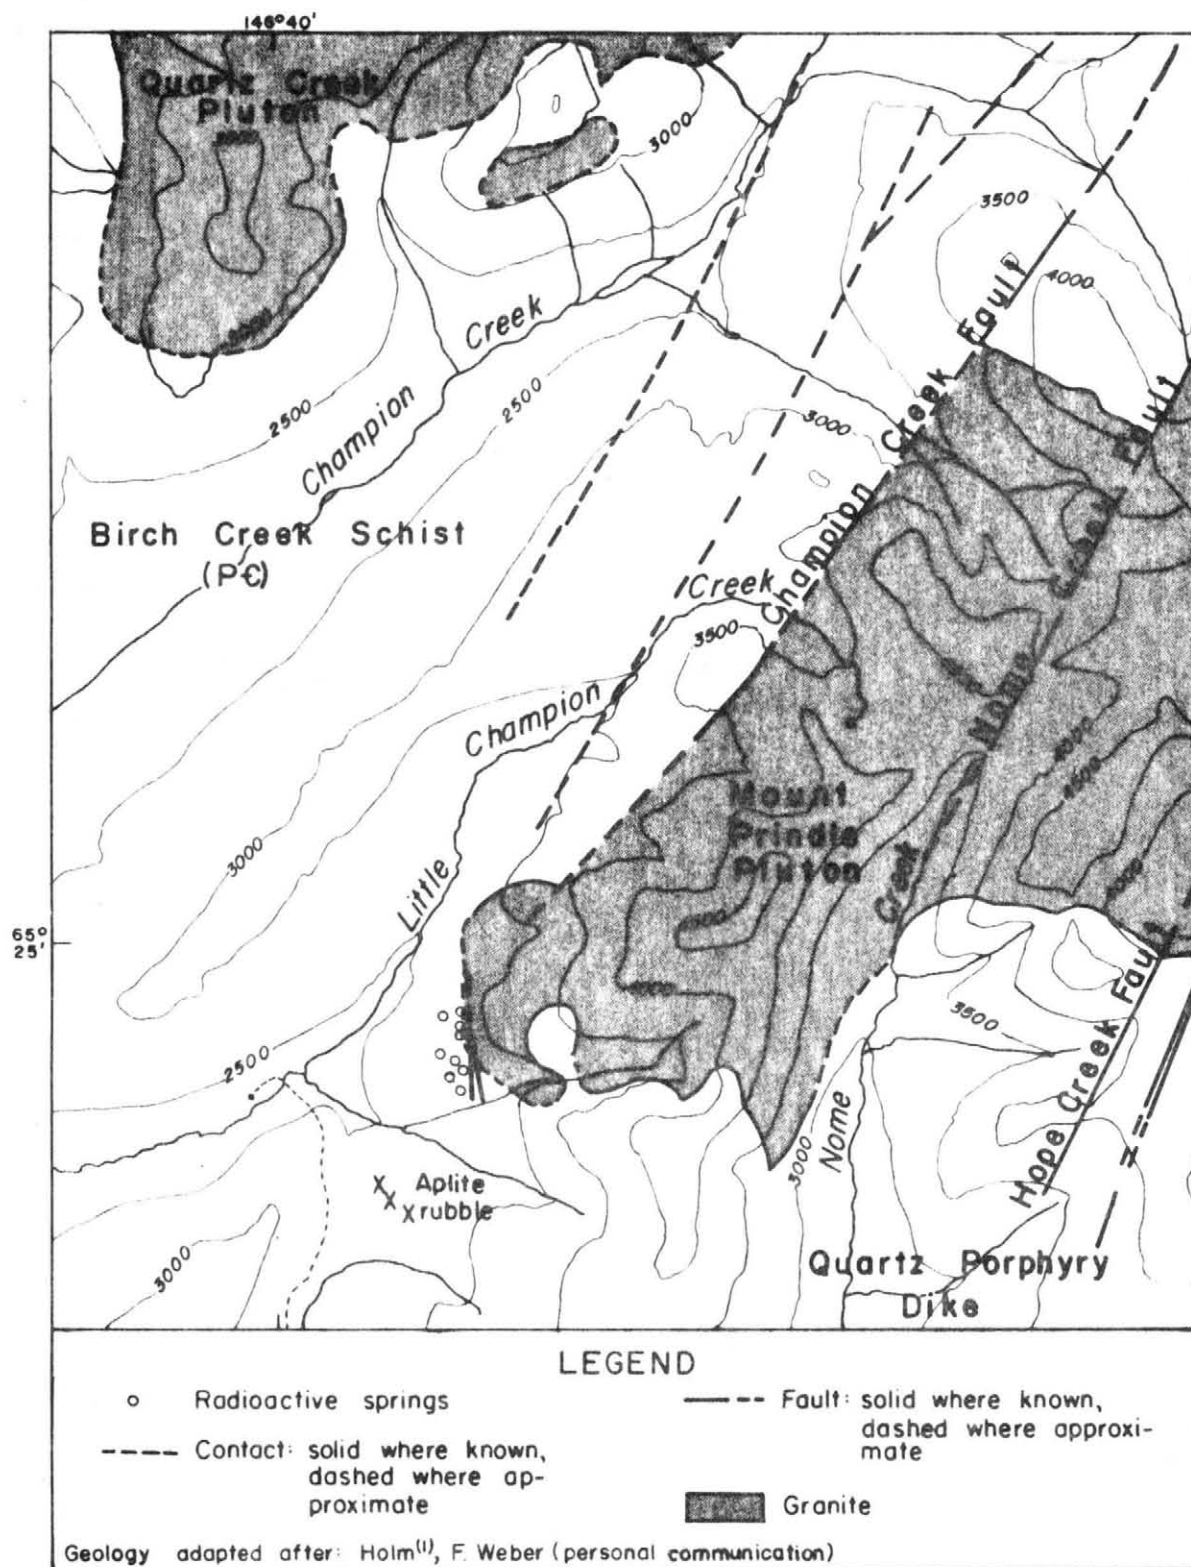 146°40'
Quartz Creek
Pluton
3000
3500
4000
Champion Creek
2500
2500
3000
Champion Creek Fault
Birch Creek Schist
(P€)
Nome Creek Fault
Little Champion Creek
3500
4000
4500
3000
Mount
Prindle
Pluton
65°
25'
Nome Creek
3500
2500
Hope Creek Fault
3000
Aplite
rubble
X
X
X
3000
Quartz Porphyry
Dike
LEGEND
Radioactive springs
Contact: solid where known,
dashed where ap-
proximate
Fault: solid where known,
dashed where approxi-
mate
Granite
Geology adapted after: Holm(1), F. Weber (personal communication)